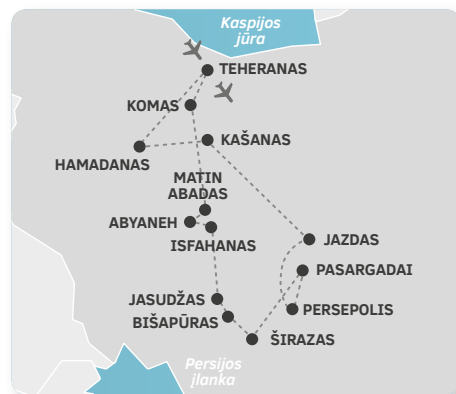 Kaspijos
jūra
TEHERANAS
KOMAS
KAŠANAS
HAMADANAS
MATIN
ABADAS
ABYANEH
ISFAHANAS
JAZDAS
PASARGADAI
JASUDŽAS
PERSEPOLIS
BIŠAPŪRAS
ŠIRAZAS
Persijos
įlanka